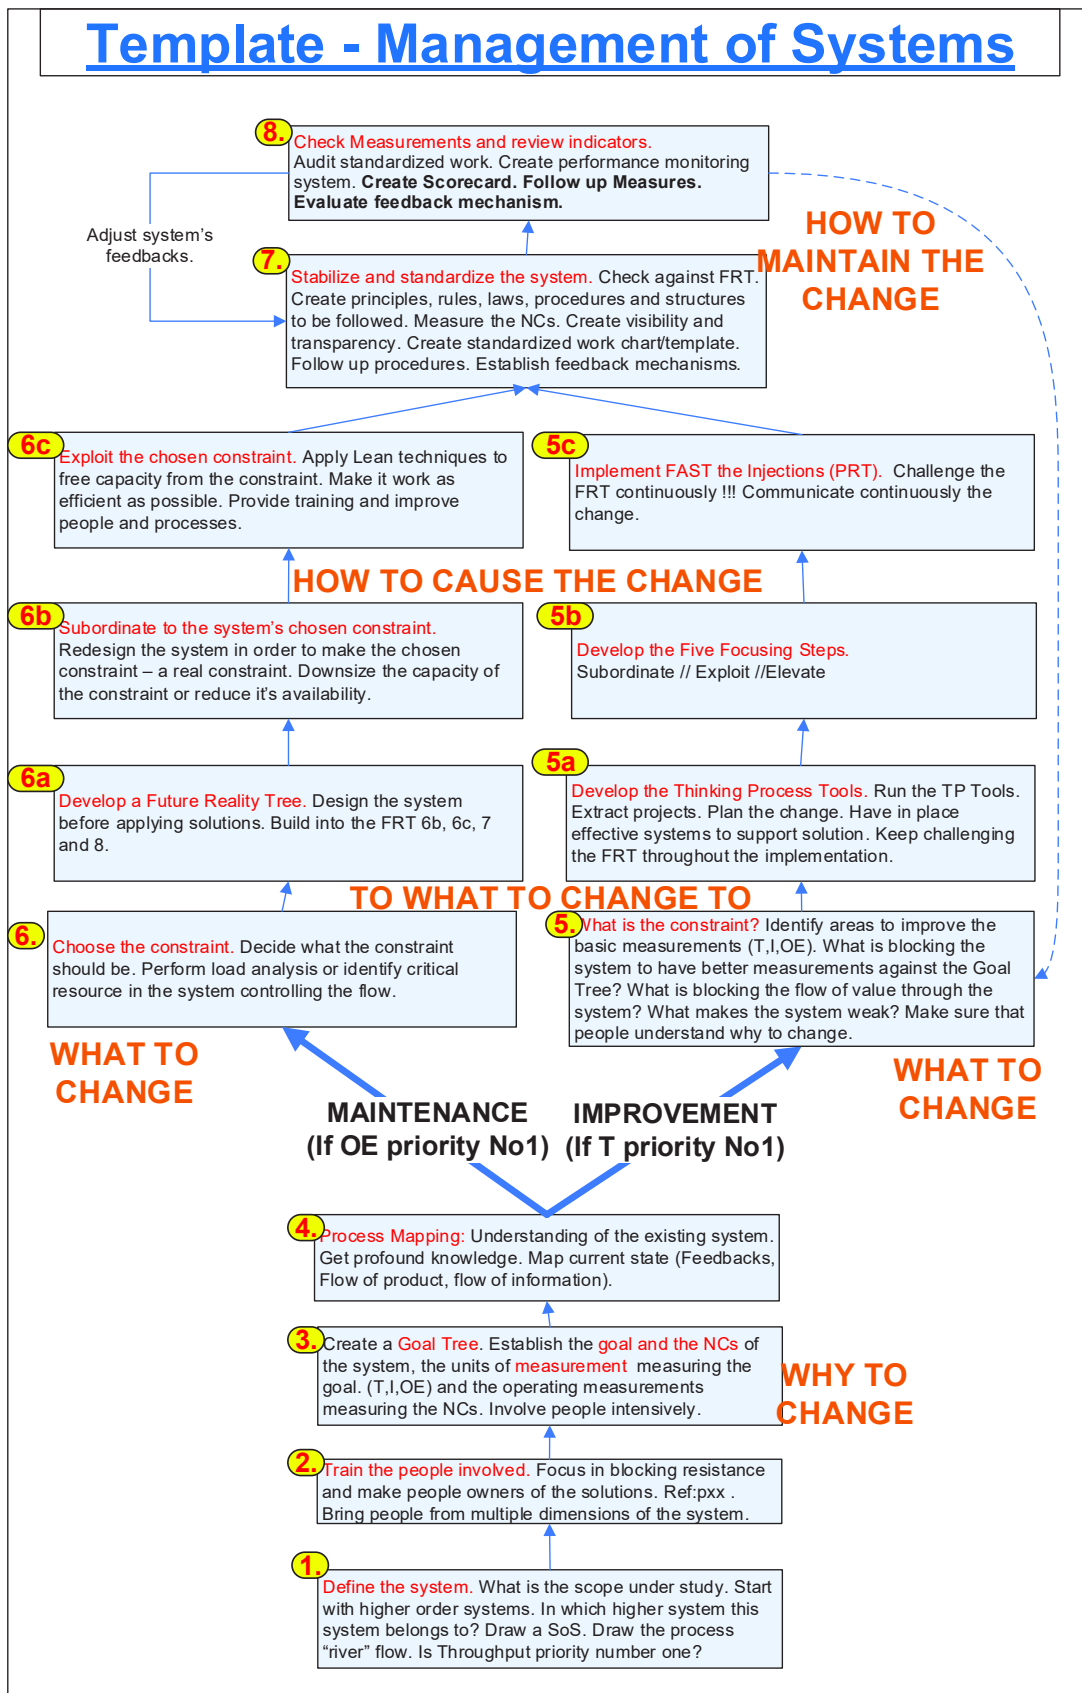 Template - Management of Systems
8.
Check Measurements and review indicators.
Audit standardized work. Create performance monitoring
system. Create Scorecard. Follow up Measures.
Evaluate feedback mechanism.
Adjust system's
feedbacks.
HOW TO
MAINTAIN THE
CHANGE
7.
Stabilize and standardize the system. Check against FRT.
Create principles, rules, laws, procedures and structures
to be followed. Measure the NCs. Create visibility and
transparency. Create standardized work chart/template.
Follow up procedures. Establish feedback mechanisms.
6c
Exploit the chosen constraint. Apply Lean techniques to
free capacity from the constraint. Make it work as
efficient as possible. Provide training and improve
people and processes.
5c
Implement FAST the Injections (PRT).  Challenge the
FRT continuously !!! Communicate continuously the
change.
HOW TO CAUSE THE CHANGE
6b
Subordinate to the system's chosen constraint.
Redesign the system in order to make the chosen
constraint – a real constraint. Downsize the capacity of
the constraint or reduce it's availability.
5b
Develop the Five Focusing Steps.
Subordinate // Exploit //Elevate
6a
Develop a Future Reality Tree. Design the system
before applying solutions. Build into the FRT 6b, 6c, 7
and 8.
5a
Develop the Thinking Process Tools. Run the TP Tools.
Extract projects. Plan the change. Have in place
effective systems to support solution. Keep challenging
the FRT throughout the implementation.
TO WHAT TO CHANGE TO
6.
Choose the constraint. Decide what the constraint
should be. Perform load analysis or identify critical
resource in the system controlling the flow.
5.
What is the constraint? Identify areas to improve the
basic measurements (T,I,OE). What is blocking the
system to have better measurements against the Goal
Tree? What is blocking the flow of value through the
system? What makes the system weak? Make sure that
people understand why to change.
WHAT TO
CHANGE
WHAT TO
CHANGE
MAINTENANCE
(If OE priority No1)
IMPROVEMENT
(If T priority No1)
4.
Process Mapping: Understanding of the existing system.
Get profound knowledge. Map current state (Feedbacks,
Flow of product, flow of information).
3.
Create a Goal Tree. Establish the goal and the NCs of
the system, the units of measurement  measuring the
goal. (T,I,OE) and the operating measurements
measuring the NCs. Involve people intensively.
WHY TO
CHANGE
2.
Train the people involved. Focus in blocking resistance
and make people owners of the solutions. Ref:pxx .
Bring people from multiple dimensions of the system.
1.
Define the system. What is the scope under study. Start
with higher order systems. In which higher system this
system belongs to? Draw a SoS. Draw the process
“river” flow. Is Throughput priority number one?